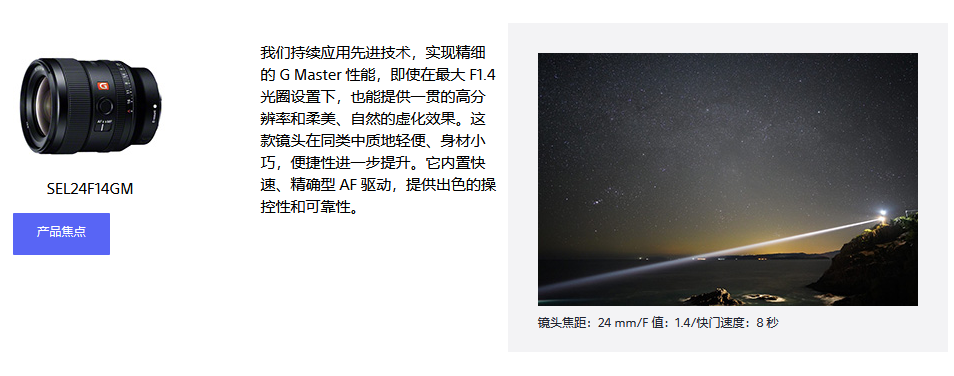 SEL24F14GM
产品焦点
我们持续应用先进技术，实现精细
的 G Master 性能，即使在最大 F1.4
光圈设置下，也能提供一贯的高分
辨率和柔美、自然的虚化效果。这
款镜头在同类中质地轻便、身材小
巧，便捷性进一步提升。它内置快
速、精确型 AF 驱动，提供出色的操
控性和可靠性。
镜头焦距：24 mm/F 值：1.4/快门速度：8 秒